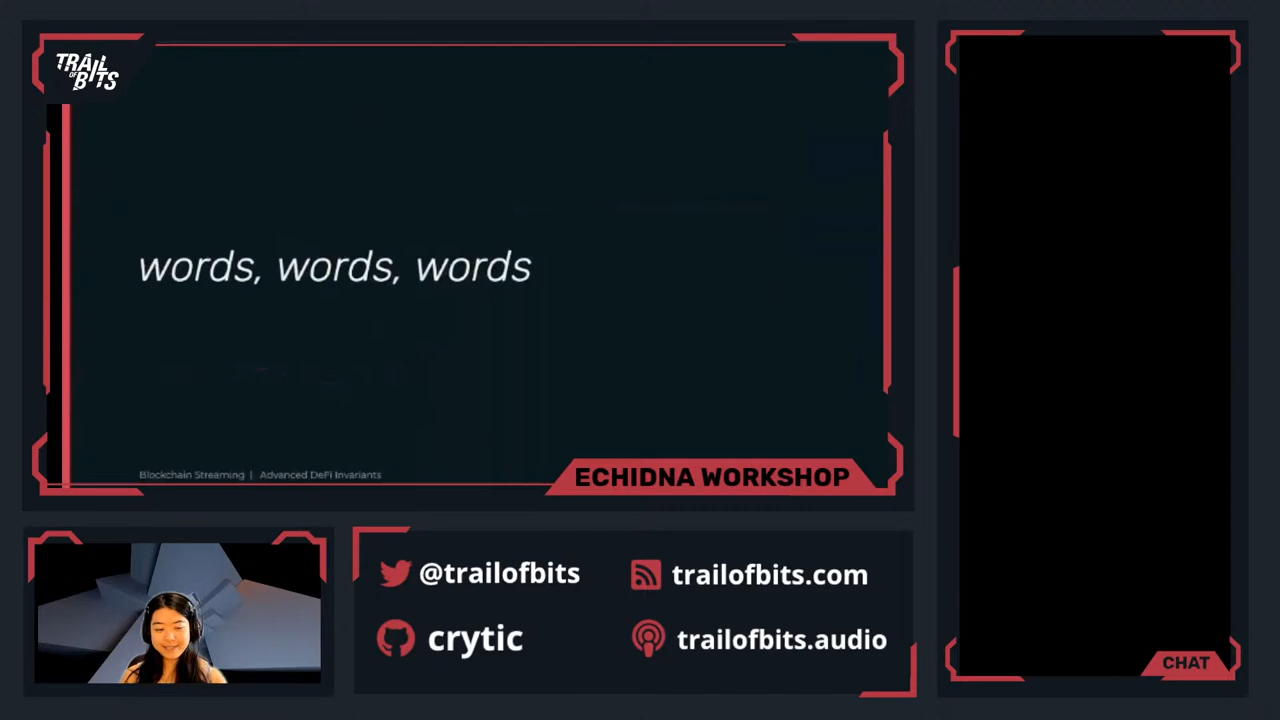 TRAIL
OF
BITS
words, words, words
Blockchain Streaming | Advanced DeFi Invariants
ECHIDNA WORKSHOP
@trailofbits
trailofbits.com
crytic
trailofbits.audio
CHAT